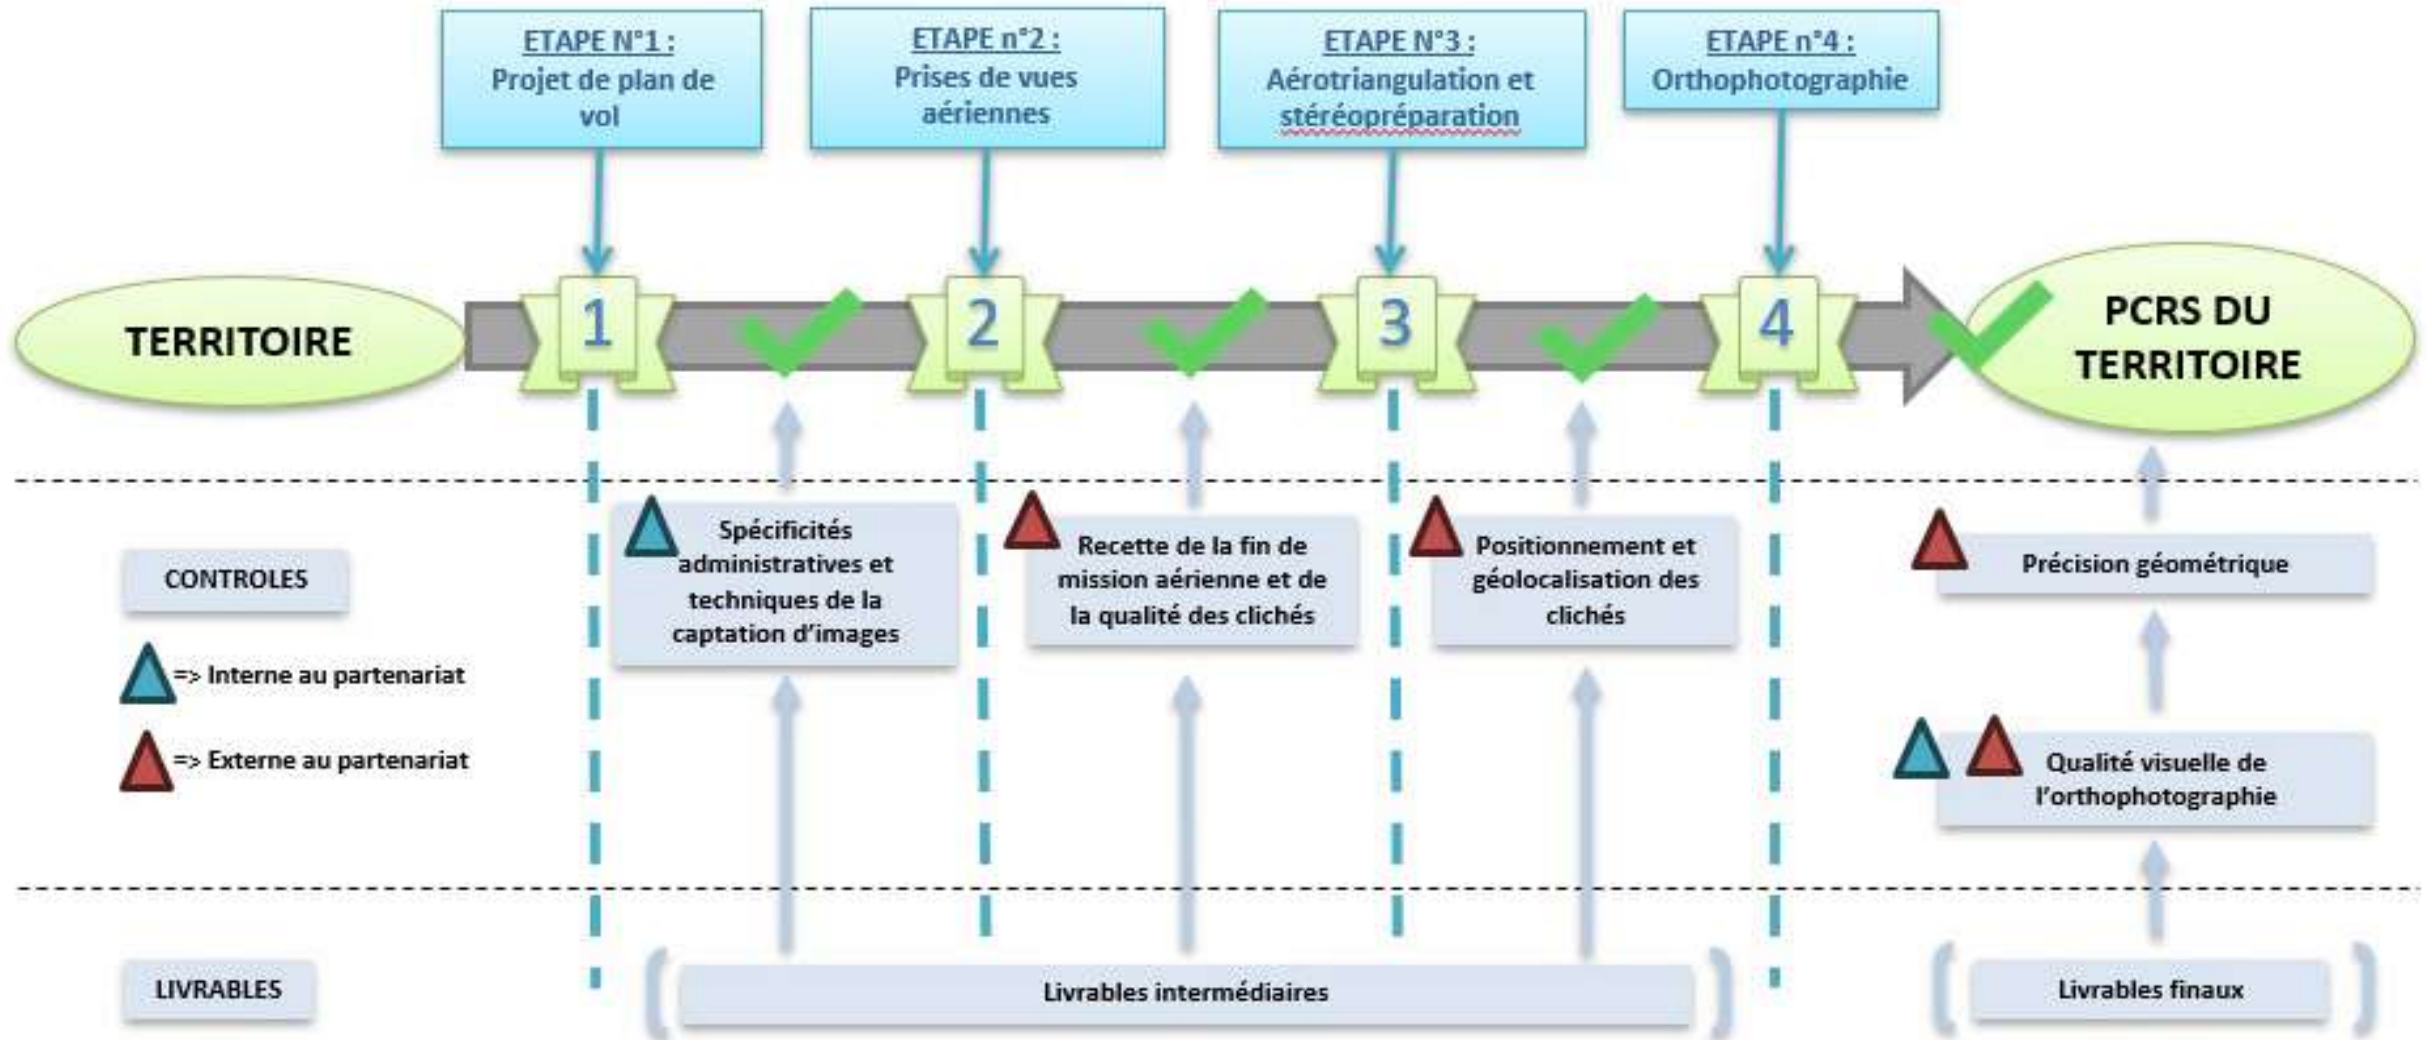 ETAPE N°1 :
Projet de plan de
vol
ETAPE n°2 :
Prises de vues
aériennes
ETAPE N°3 :
Aérotriangulation et
stéréopréparation
ETAPE n°4 :
Orthophotographie
TERRITOIRE
1
2
3
4
PCRS DU
TERRITOIRE
CONTROLES
=> Interne au partenariat
=> Externe au partenariat
Spécificités
administratives et
techniques de la
captation d'images
Recette de la fin de
mission aérienne et de
la qualité des clichés
Positionnement et
géolocalisation des
clichés
Précision géométrique
Qualité visuelle de
l'orthophotographie
LIVRABLES
Livrables intermédiaires
Livrables finaux